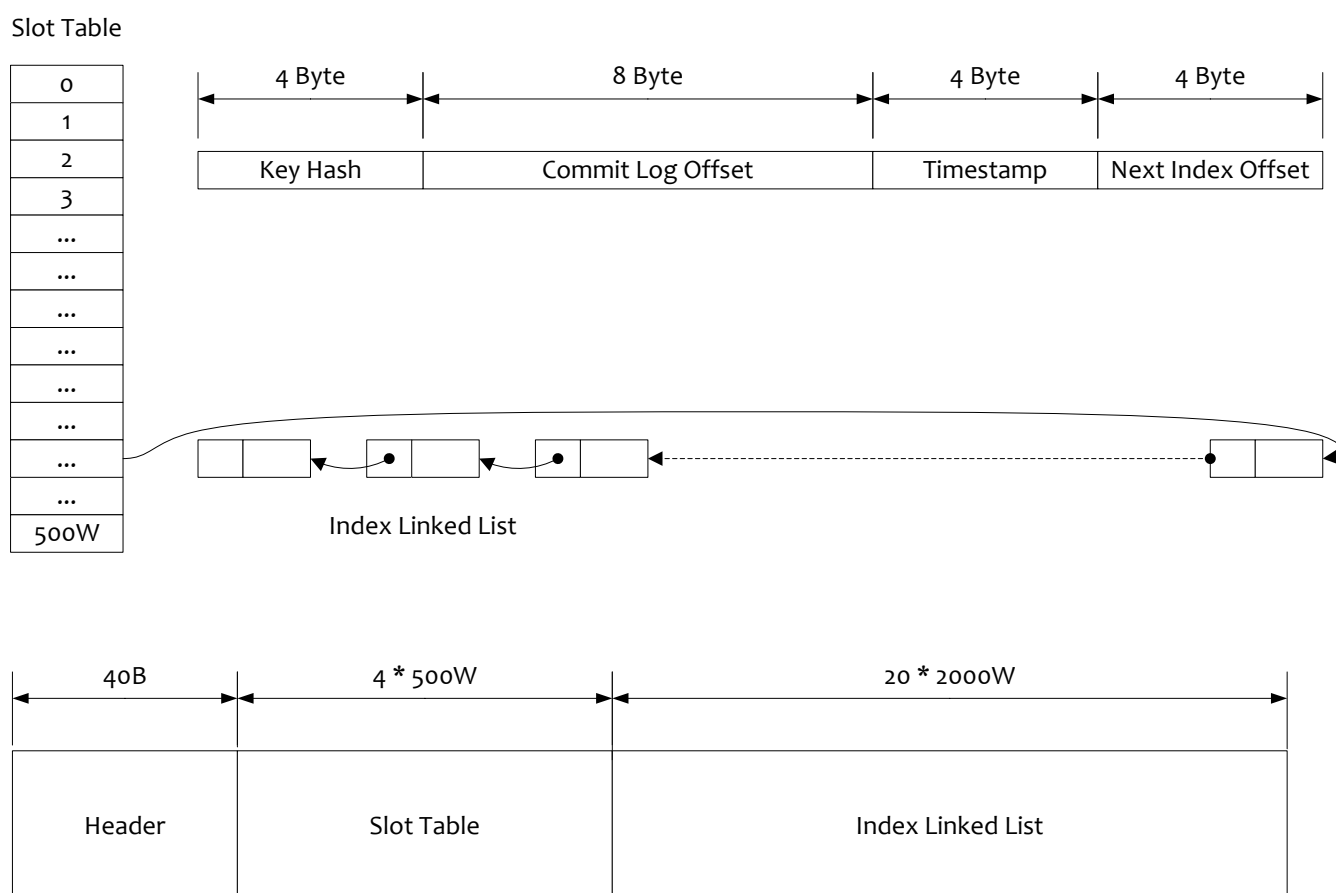 Slot Table
0
1
2
3
...
...
...
...
...
...
...
...
500W
4 Byte 8 Byte 4 Byte 4 Byte
Key Hash Commit Log Offset Timestamp Next Index Offset
Index Linked List
40B 4 * 500W 20 * 2000W
Header Slot Table Index Linked List